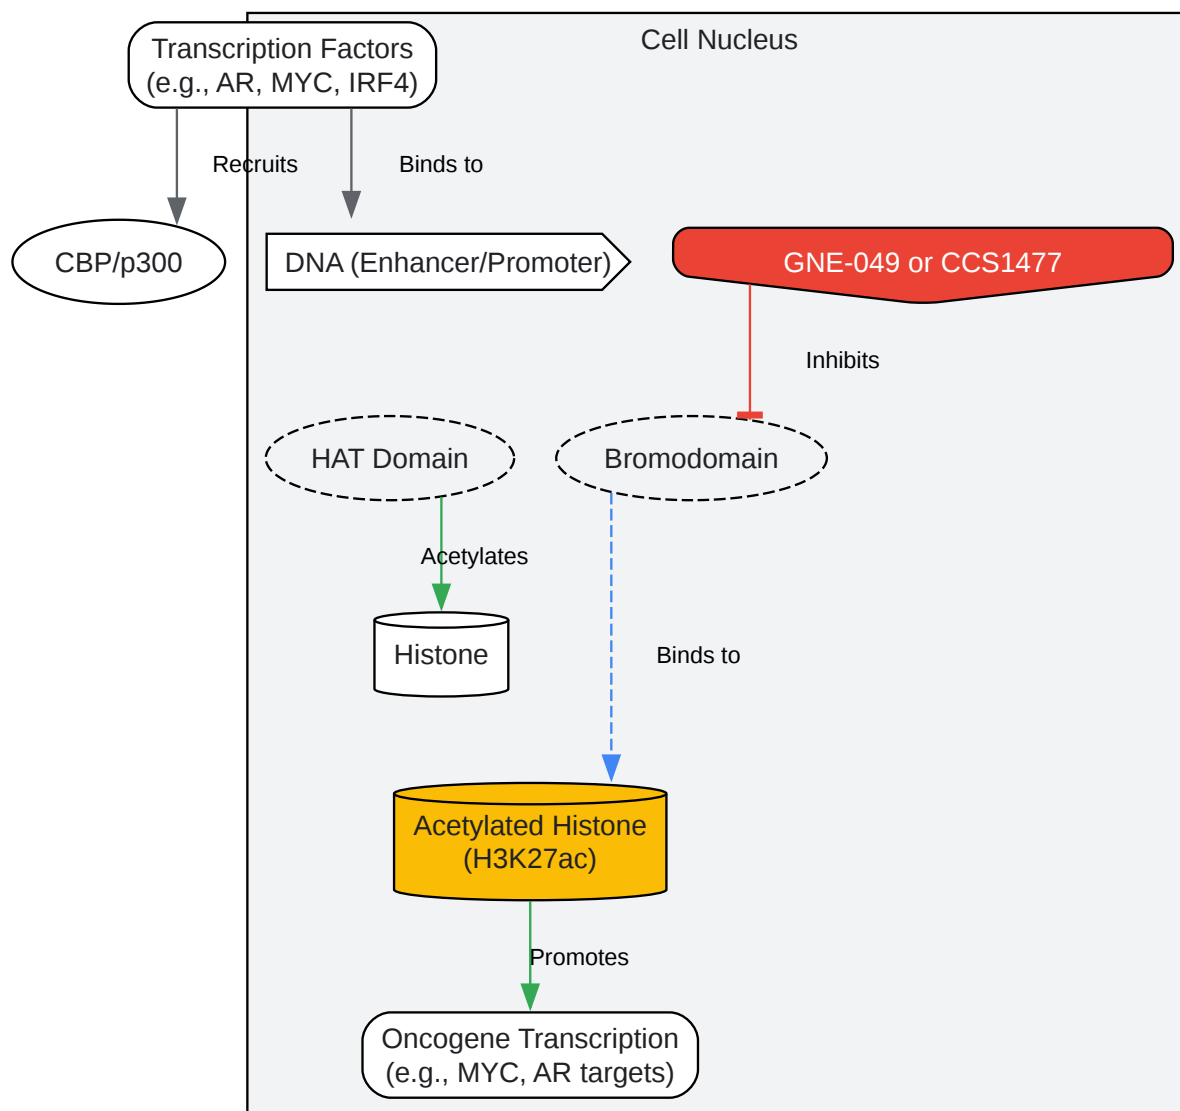 Cell Nucleus
Transcription Factors
(e.g., AR, MYC, IRF4)
Recruits
Binds to
CBP/p300
DNA (Enhancer/Promoter)
GNE-049 or CCS1477
Inhibits
HAT Domain
Bromodomain
Acetylates
Histone
Binds to
Acetylated Histone
(H3K27ac)
Promotes
Oncogene Transcription
(e.g., MYC, AR targets)